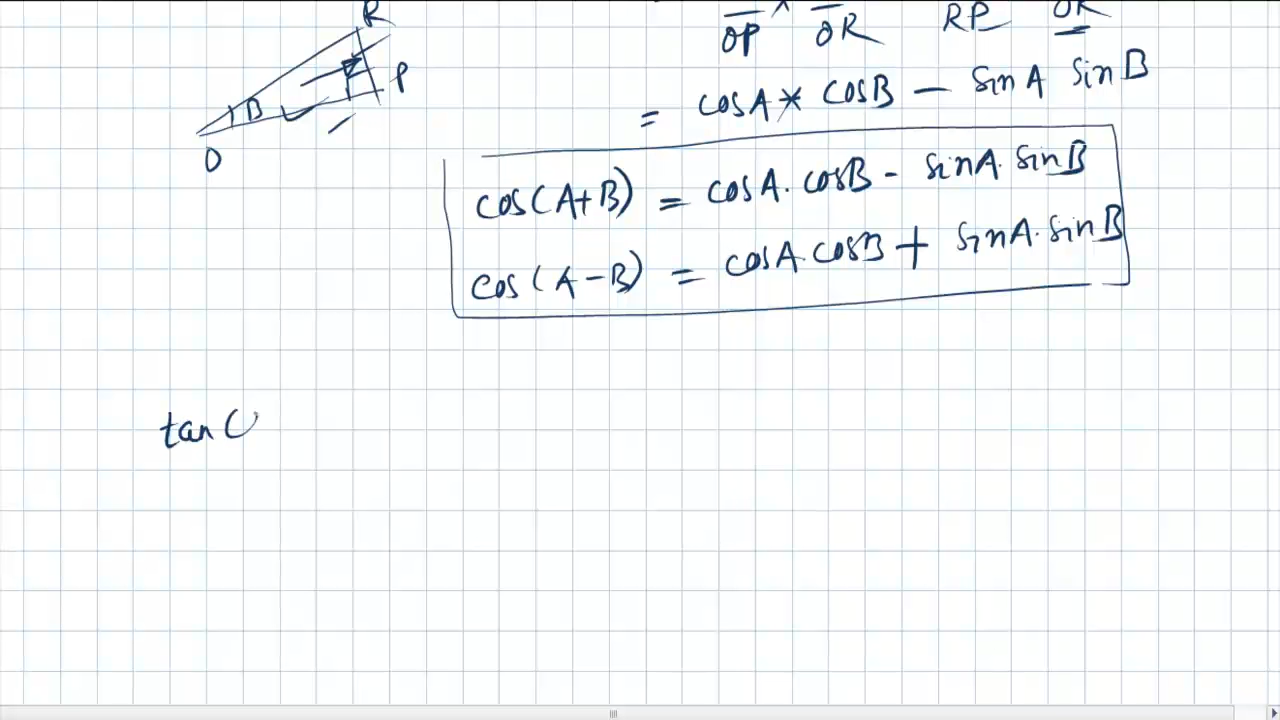 R
OP OR RP OR
P
B
= cosA * cosB - sinA sinB
O
cos(A+B) = cosA. cosB - sinA. sinB
cos(A-B) = cosA.cosB + sinA.sinB
tan(